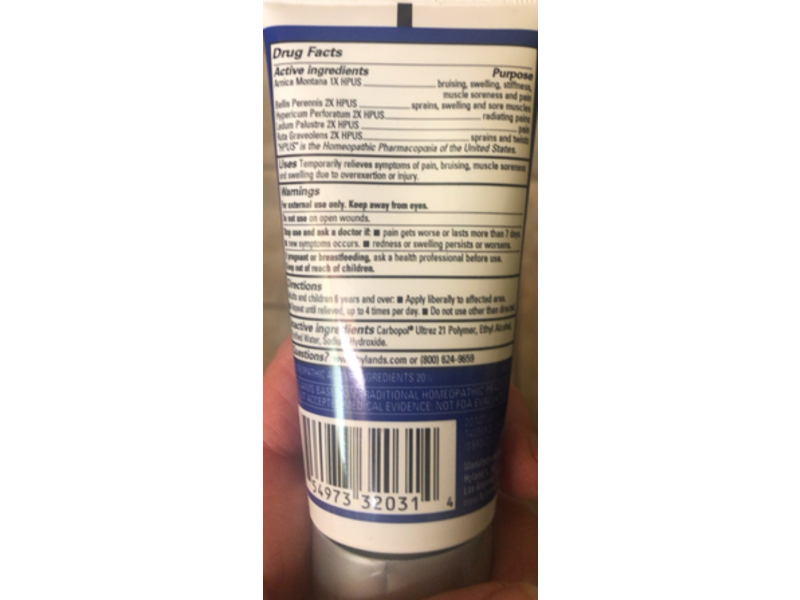 Drug Facts
Active ingredients Purpose
Arnica Montana 1X HPUS bruising, swelling, stiffness,
muscle soreness and pain
Bellis Perennis 2X HPUS sprains, swelling and sore muscles
Hypericum Perforatum 2X HPUS radiating pains
Ledum Palustre 2X HPUS pain
Ruta Graveolens 2X HPUS sprains and twists
"HPUS" is the Homeopathic Pharmacopœia of the United States.
Uses Temporarily relieves symptoms of pain, bruising, muscle soreness
and swelling due to overexertion or injury.
Warnings
For external use only. Keep away from eyes.
Do not use on open wounds.
Stop use and ask a doctor if: ■ pain gets worse or lasts more than 7 days
new symptoms occurs. ■ redness or swelling persists or worsens.
pregnant or breastfeeding, ask a health professional before use.
Keep out of reach of children.
Directions
Adults and children 6 years and over: ■ Apply liberally to affected area.
Repeat until relieved, up to 4 times per day. ■ Do not use other than directed
active ingredients Carbopol® Ultrez 21 Polymer, Ethyl Alcohol,
Water, Hydroxide.
Questions? hylands.com or (800) 624-9659
INGREDIENTS 20
BASED TRADITIONAL HOMEOPATHIC
ACCEPTED MEDICAL EVIDENCE: NOT FDA
54973 32031 4